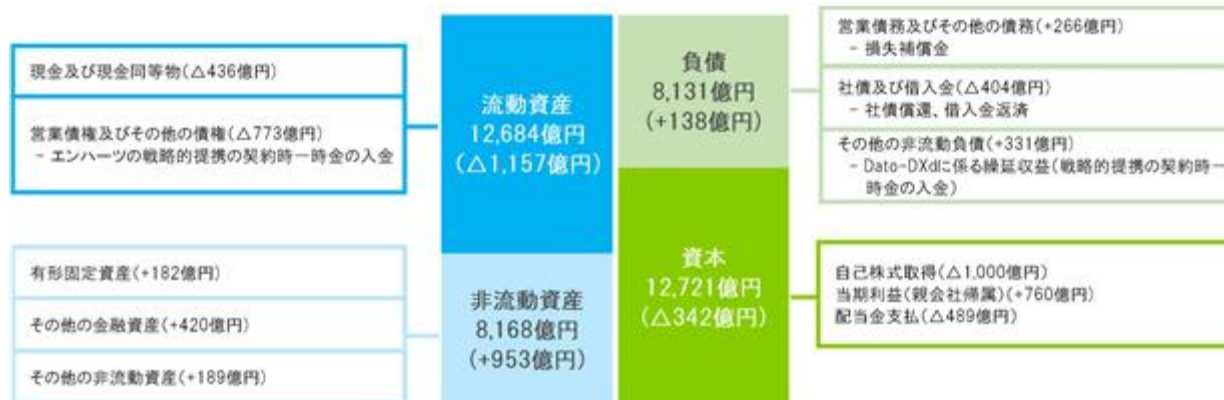 現金及び現金同等物(△436億円)
営業債権及びその他の債権(△773億円)
- エンハーツの戦略的提携の契約時一時金の入金
有形固定資産(+182億円)
その他の金融資産(+420億円)
その他の非流動資産(+189億円)
流動資産
12,684億円
(△1,157億円)
非流動資産
8,168億円
(+953億円)
負債
8,131億円
(+138億円)
資本
12,721億円
(△342億円)
営業債務及びその他の債務(+266億円)
- 損失補償金
社債及び借入金(△404億円)
- 社債償還、借入金返済
その他の非流動負債(+331億円)
- Dato-DXdに係る繰延収益(戦略的提携の契約時一
時金の入金)
自己株式取得(△1,000億円)
当期利益(親会社帰属)(+760億円)
配当金支払(△489億円)